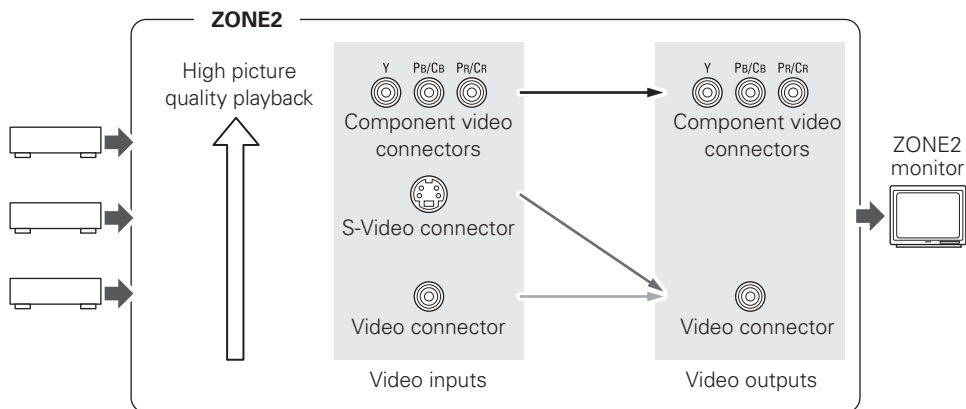 ZONE2
High picture
quality playback
Y PB/CB PR/CR
Component video
connectors
S-Video connector
Video connector
Video inputs
Y PB/CB PR/CR
Component video
connectors
Video connector
Video outputs
ZONE2
monitor